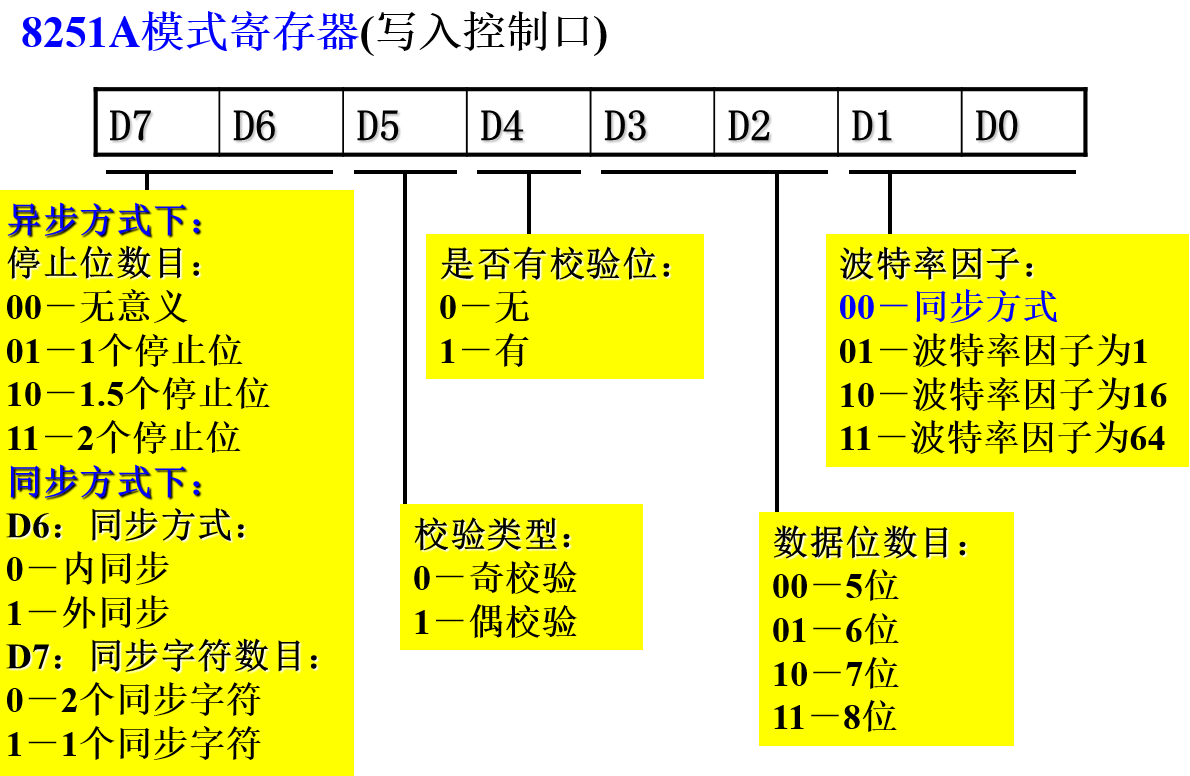 8251A模式寄存器(写入控制口)
D7 D6 D5 D4 D3 D2 D1 D0
异步方式下：
停止位数目：
00－无意义
01－1个停止位
10－1.5个停止位
11－2个停止位
同步方式下：
D6：同步方式：
0－内同步
1－外同步
D7：同步字符数目：
0－2个同步字符
1－1个同步字符
校验类型：
0－奇校验
1－偶校验
是否有校验位：
0－无
1－有
数据位数目：
00－5位
01－6位
10－7位
11－8位
波特率因子：
00－同步方式
01－波特率因子为1
10－波特率因子为16
11－波特率因子为64